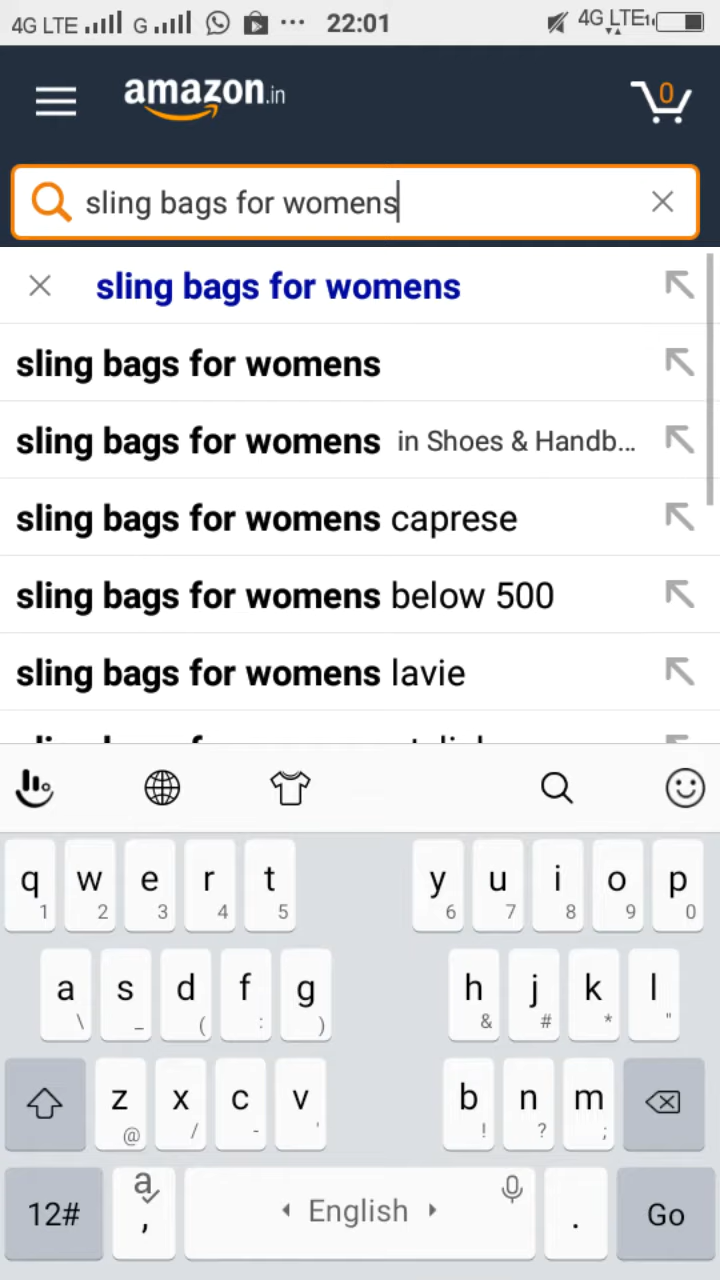 4G LTE G ... 22:01 4G LTE
amazon.in 0
sling bags for womens
sling bags for womens
sling bags for womens
sling bags for womens in Shoes & Handb...
sling bags for womens caprese
sling bags for womens below 500
sling bags for womens lavie
q w e r t y u i o p
1 2 3 4 5 6 7 8 9 0
a s d f g h j k l
\ _ ( : ) & # * "
z x c v b n m
@ / - ' ! ? ;
12# a , English . Go